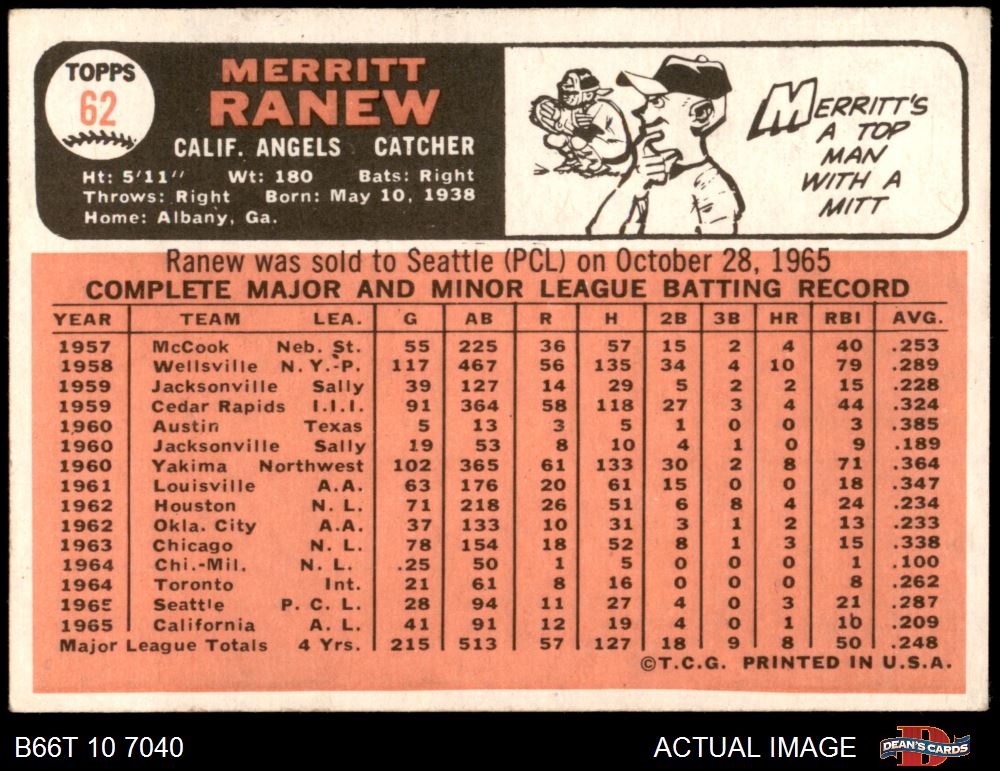 TOPPS
62
MERRITT
RANEW
CALIF. ANGELS CATCHER
Ht: 5'11" Wt: 180 Bats: Right
Throws: Right Born: May 10, 1938
Home: Albany, Ga.
MERRITT'S
A TOP
MAN
WITH A
MITT
Ranew was sold to Seattle (PCL) on October 28, 1965
COMPLETE MAJOR AND MINOR LEAGUE BATTING RECORD
YEAR TEAM LEA. G AB R H 2B 3B HR RBI AVG.
1957 McCook Neb. St. 55 225 36 57 15 2 4 40 .253
1958 Wellsville N.Y.-P. 117 467 56 135 34 4 10 79 .289
1959 Jacksonville Sally 39 127 14 29 5 2 2 15 .228
1959 Cedar Rapids I.I.I. 91 364 58 118 27 3 4 44 .324
1960 Austin Texas 5 13 3 5 1 0 0 3 .385
1960 Jacksonville Sally 19 53 8 10 4 1 0 9 .189
1960 Yakima Northwest 102 365 61 133 30 2 8 71 .364
1961 Louisville A.A. 63 176 20 61 15 0 0 18 .347
1962 Houston N. L. 71 218 26 51 6 8 4 24 .234
1962 Okla. City A.A. 37 133 10 31 3 1 2 13 .233
1963 Chicago N. L. 78 154 18 52 8 1 3 15 .338
1964 Chi.-Mil. N. L. .25 50 1 5 0 0 0 1 .100
1964 Toronto Int. 21 61 8 16 0 0 0 8 .262
1965 Seattle P. C. L. 28 94 11 27 4 0 3 21 .287
1965 California A. L. 41 91 12 19 4 0 1 10 .209
Major League Totals 4 Yrs. 215 513 57 127 18 9 8 50 .248
©T.C.G. PRINTED IN U.S.A.
B66T 10 7040 ACTUAL IMAGE DEAN'S CARDS